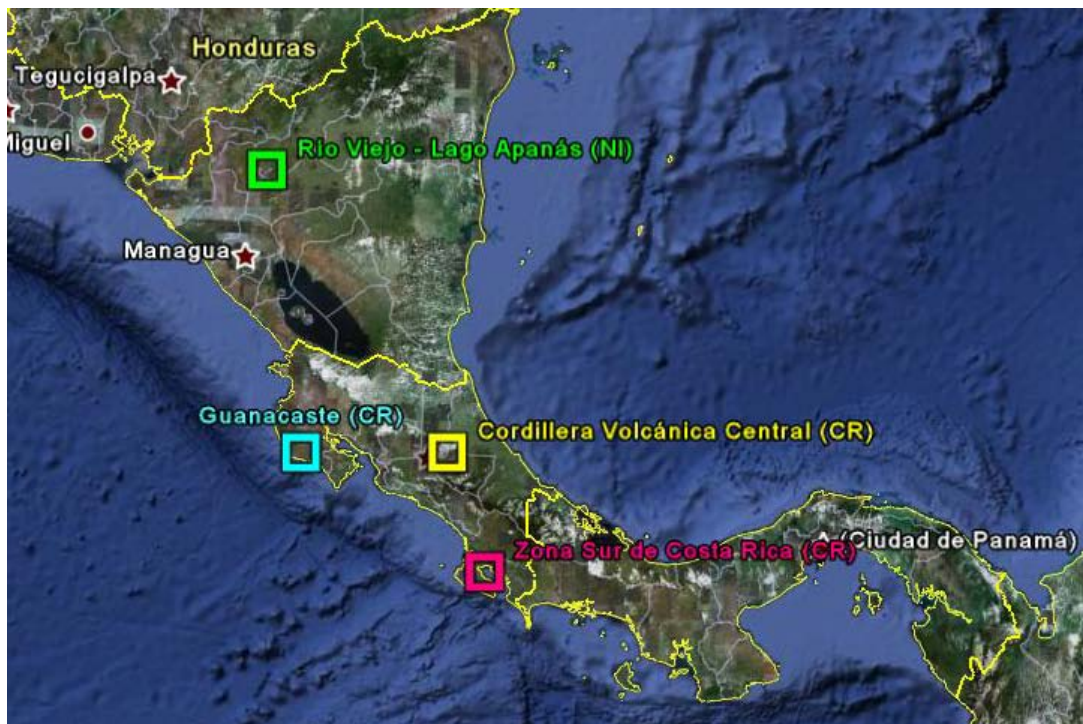 Honduras
Tegucigalpa
Miguel
Rio Viejo - Lago Apanás (NI)
Managua
Guanacaste (CR)
Cordillera Volcánica Central (CR)
(Ciudad de Panamá)
Zona Sur de Costa Rica (CR)